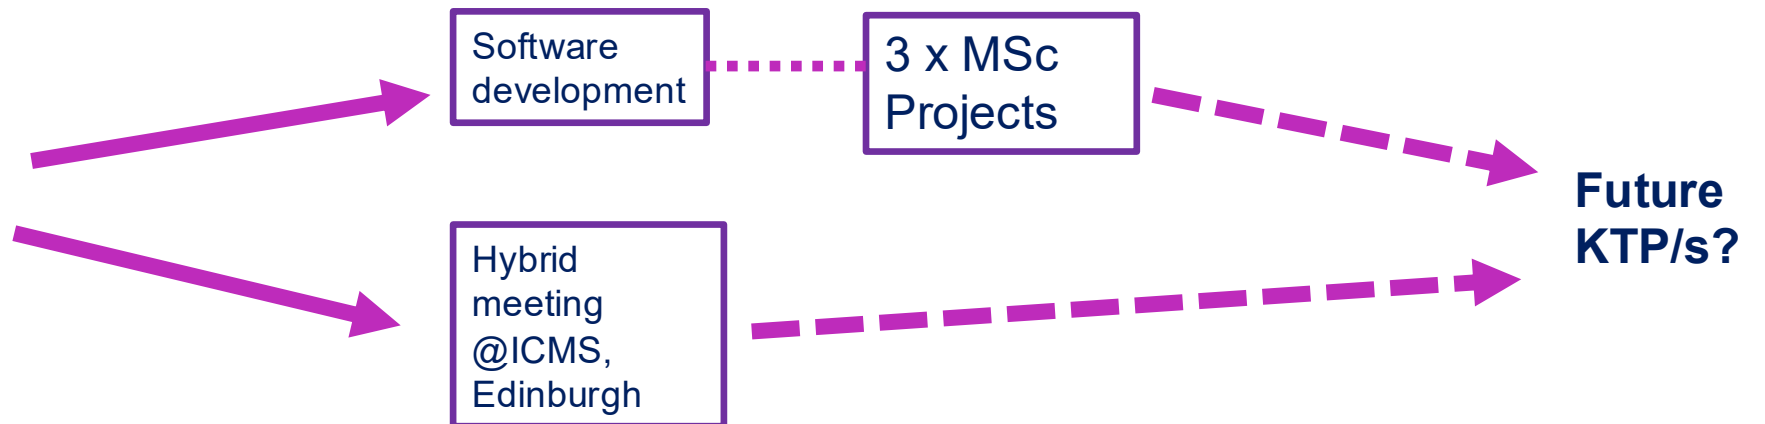 Software
development
3 x MSc
Projects
Future
KTP/s?
Hybrid
meeting
@ICMS,
Edinburgh